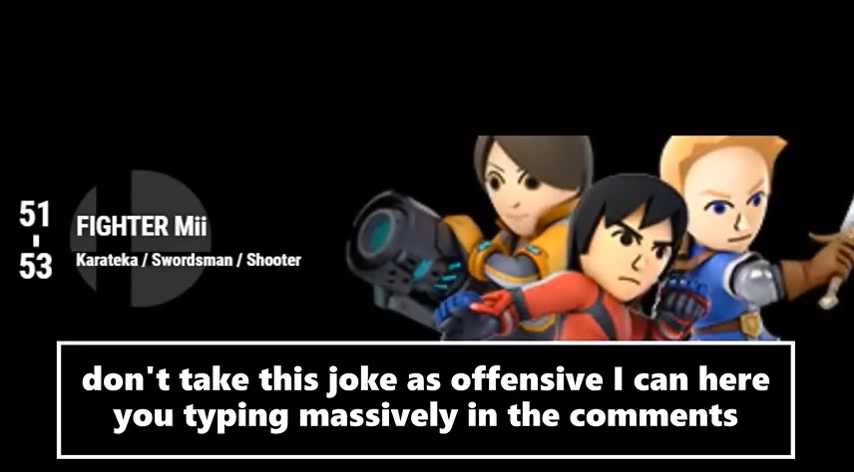 51
-
53
FIGHTER Mii
Karateka / Swordsman / Shooter
don't take this joke as offensive I can here
you typing massively in the comments